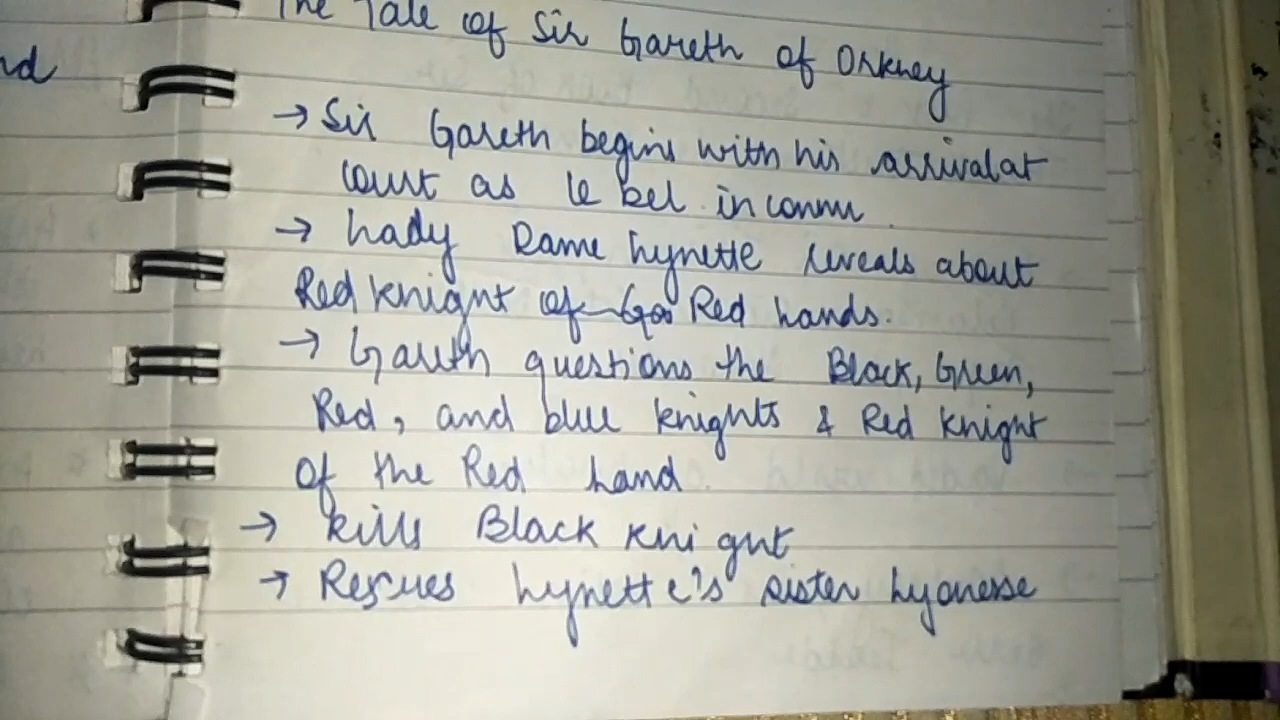 nd
The Tale of Sir Gareth of Orkney
→ Sir Gareth begins with his arrival at
court as le bel inconnu
→ Lady Dame Lynette reveals about
Red Knight of Red hands.
→ Gareth questions the Black, Green,
Red, and blue knights & Red Knight
of the Red hand
→ kills Black Knight
→ Rescues Lynette's sister Lyonesse